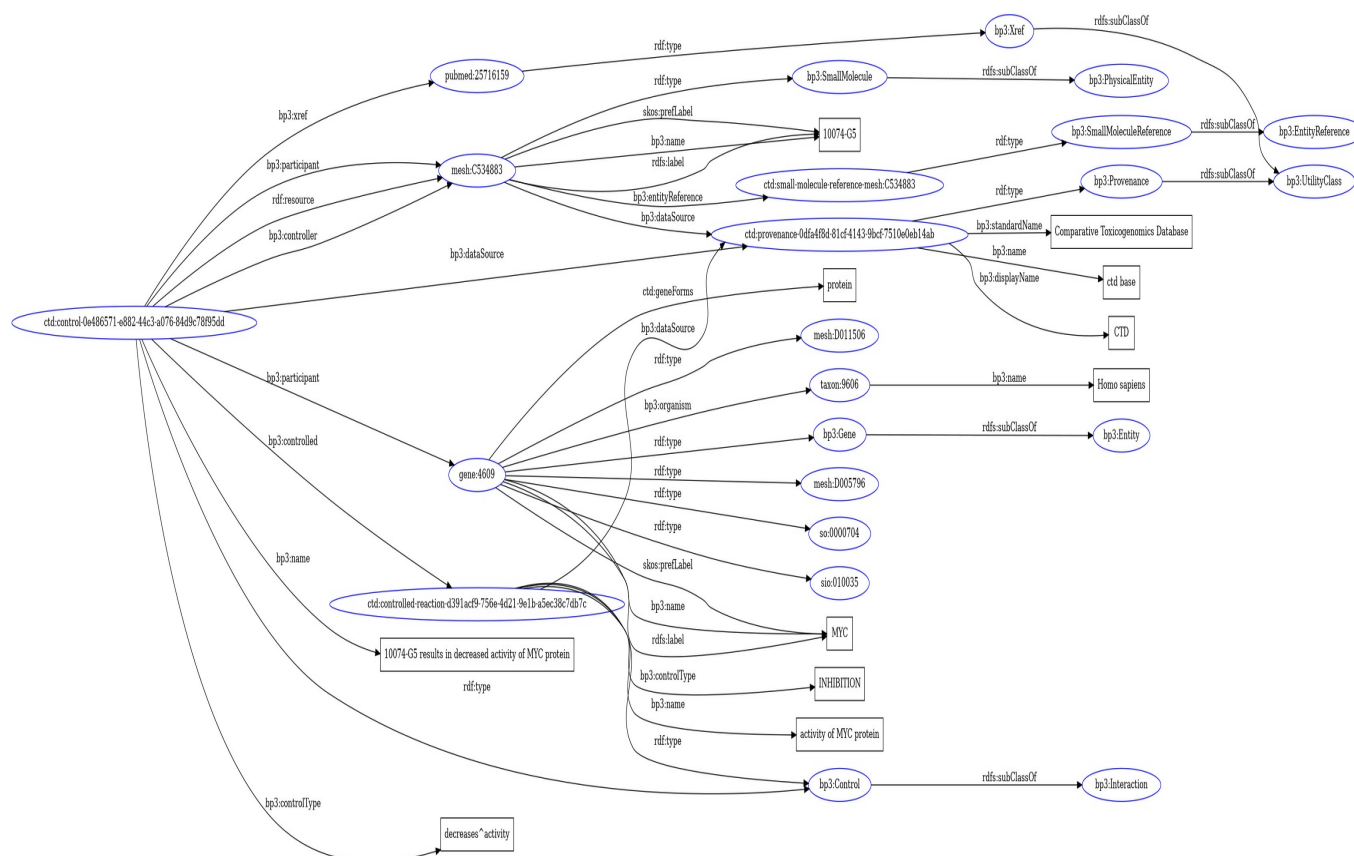 rdfs:subClassOf
bp3:Xref
rdf:type
pubmed:25716159
rdf:type
bp3:SmallMolecule
rdfs:subClassOf
bp3:PhysicalEntity
bp3:xref
skos:prefLabel
10074-G5
bp3:SmallMoleculeReference
rdfs:subClassOf
bp3:EntityReference
rdf:type
bp3:name
bp3:participant
mesh:C534883
rdfs:label
rdf:resource
bp3:entityReference
ctd:small-molecule-reference-mesh:C534883
rdf:type
bp3:Provenance
rdfs:subClassOf
bp3:UtilityClass
bp3:dataSource
bp3:controller
ctd:provenance-0dfa4f8d-81cf-4143-9bcf-7510e0eb14ab
bp3:standardName
Comparative Toxicogenomics Database
bp3:dataSource
bp3:name
bp3:displayName
ctd base
ctd:geneForms
protein
ctd:control-0e486571-e882-44c3-a076-84d9c78f95dd
bp3:dataSource
CTD
rdf:type
mesh:D011506
bp3:participant
bp3:organism
taxon:9606
bp3:name
Homo sapiens
bp3:controlled
rdf:type
bp3:Gene
rdfs:subClassOf
bp3:Entity
gene:4609
rdf:type
mesh:D005796
rdf:type
so:0000704
rdf:type
sio:010035
bp3:name
skos:prefLabel
ctd:controlled-reaction-d391acf9-756e-4d21-9e1b-a5ec38c7db7c
bp3:name
MYC
rdfs:label
10074-G5 results in decreased activity of MYC protein
bp3:controlType
INHIBITION
rdf:type
bp3:name
activity of MYC protein
rdf:type
bp3:Control
rdfs:subClassOf
bp3:Interaction
bp3:controlType
decreases^activity